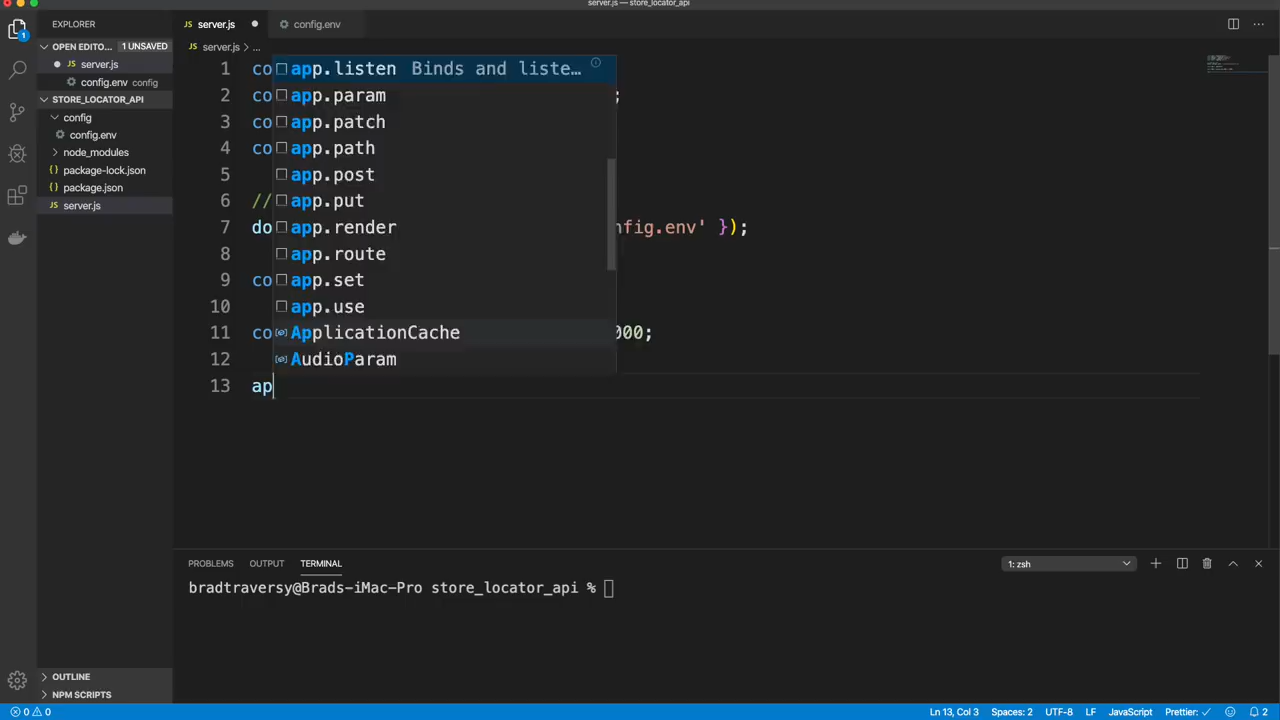 server.js — store_locator_api
EXPLORER
JS server.js
config.env
OPEN EDITO... 1 UNSAVED
JS server.js
config.env config
STORE_LOCATOR_API
config
config.env
node_modules
{} package-lock.json
{} package.json
JS server.js
JS server.js > ...
1 co
2 co ;
3 co
4 co
5
6 //
7 do nfig.env' });
8
9 co
10
11 co 000;
12
13 ap
app.listen Binds and liste...
app.param
app.patch
app.path
app.post
app.put
app.render
app.route
app.set
app.use
ApplicationCache
AudioParam
PROBLEMS OUTPUT TERMINAL
1: zsh
bradtraversy@Brads-iMac-Pro store_locator_api %
OUTLINE
NPM SCRIPTS
1
0 0
Ln 13, Col 3 Spaces: 2 UTF-8 LF JavaScript Prettier: ✓ 2